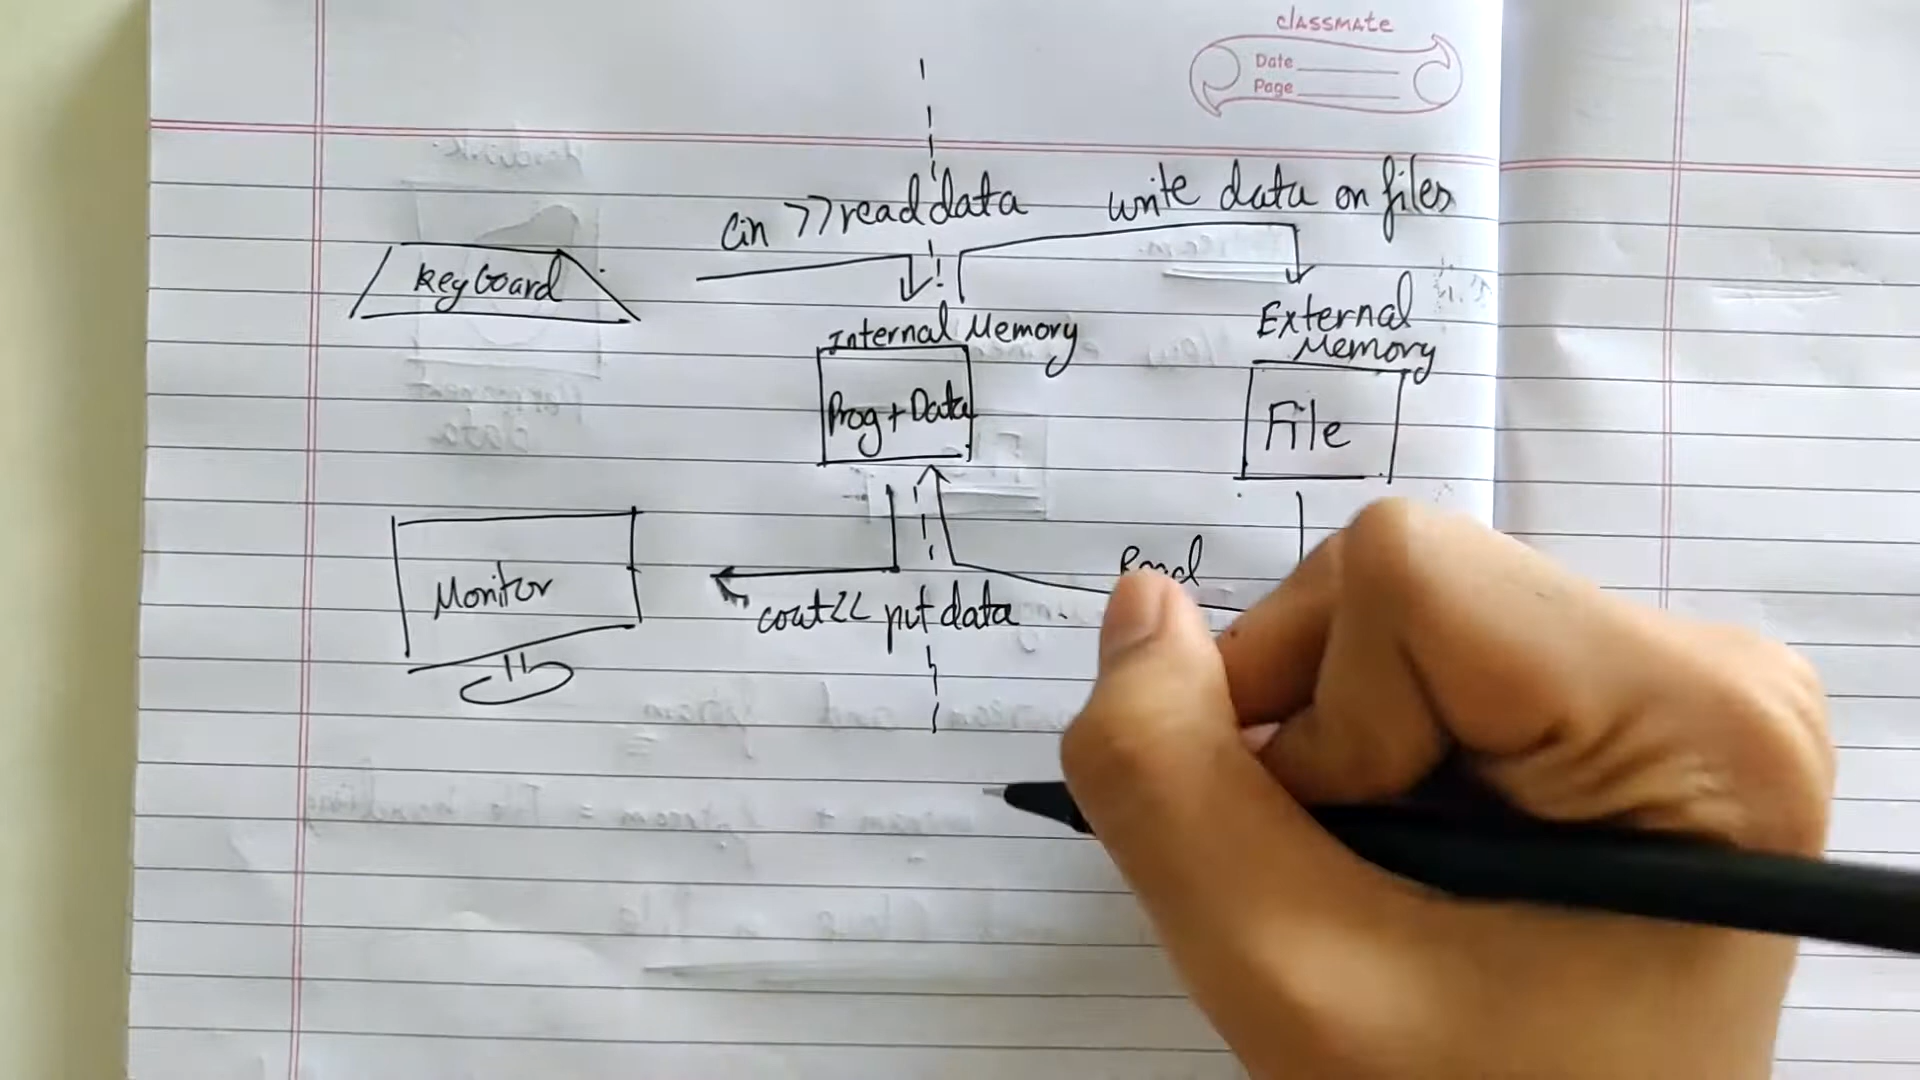 classmate
Date
Page
cin >>read data
write data on files
keyboard
Internal Memory
External
Memory
Prog + Data
File
Monitor
Read
cout<< put data